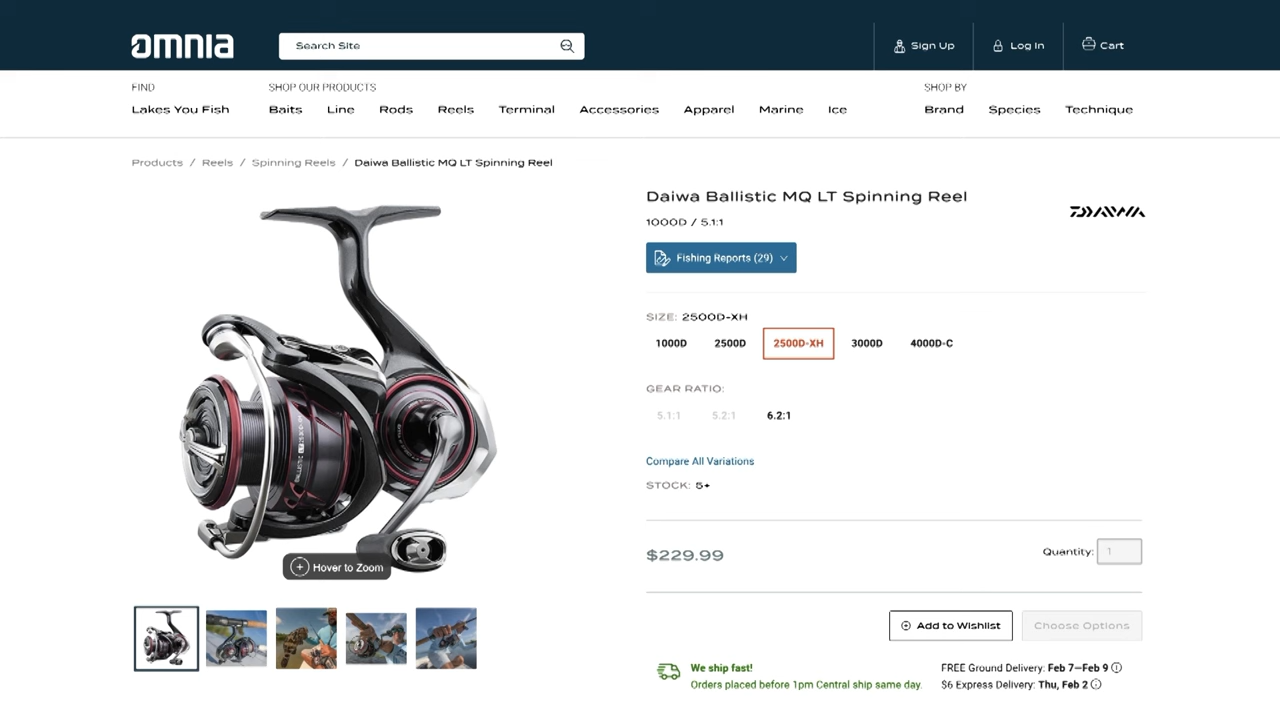 omnia
Search Site
Sign Up
Log In
Cart
FIND
SHOP OUR PRODUCTS
SHOP BY
Lakes You Fish
Baits
Line
Rods
Reels
Terminal
Accessories
Apparel
Marine
Ice
Brand
Species
Technique
Products / Reels / Spinning Reels / Daiwa Ballistic MQ LT Spinning Reel
Daiwa Ballistic MQ LT Spinning Reel
DAIWA
1000D / 5.1:1
Fishing Reports (29)
SIZE: 2500D-XH
1000D
2500D
2500D-XH
3000D
4000D-C
GEAR RATIO:
5.1:1
5.2:1
6.2:1
Compare All Variations
STOCK: 5+
BALLISTIC LT
Hover to Zoom
$229.99
Quantity: 1
Add to Wishlist
Choose Options
We ship fast!
Orders placed before 1pm Central ship same day.
FREE Ground Delivery: Feb 7–Feb 9
$6 Express Delivery: Thu, Feb 2